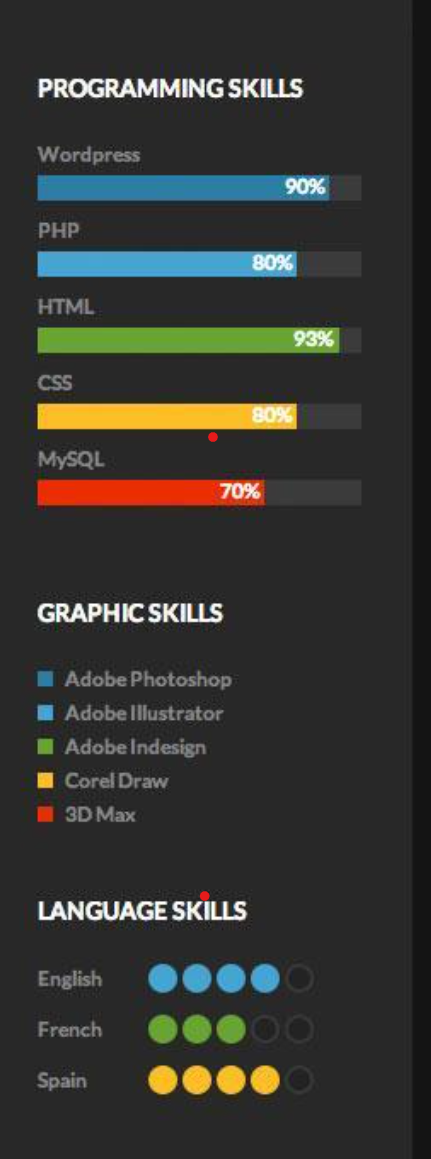 PROGRAMMING SKILLS
Wordpress
90%
PHP
80%
HTML
93%
CSS
80%
MySQL
70%
GRAPHIC SKILLS
Adobe Photoshop
Adobe Illustrator
Adobe Indesign
Corel Draw
3D Max
LANGUAGE SKILLS
English
French
Spain